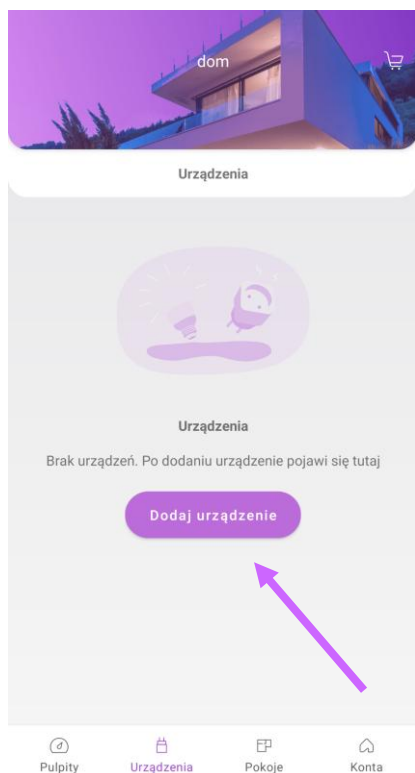 dom
Urządzenia
Urządzenia
Brak urządzeń. Po dodaniu urządzenie pojawi się tutaj
Dodaj urządzenie
Pulpity Urządzenia Pokoje Konta